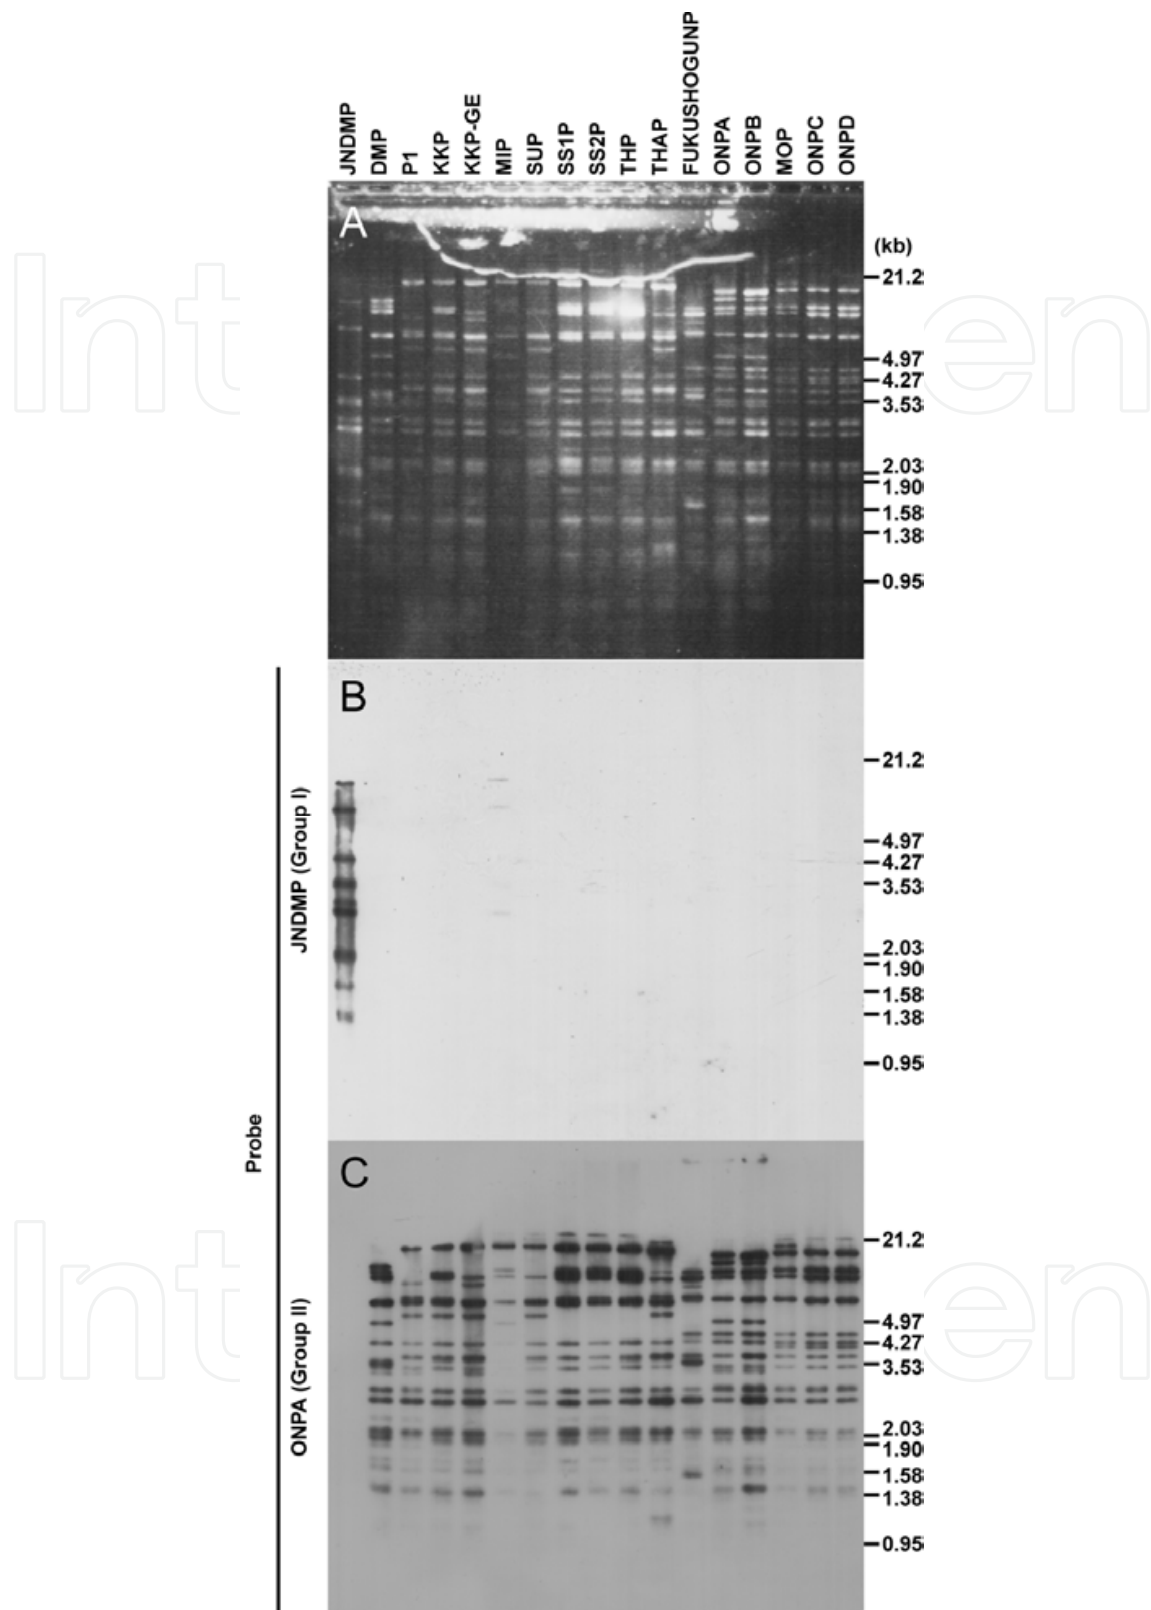 JNDMP
DMP
P1
KKP
KKP-GE
MIP
SUP
SS1P
SS2P
THP
THAP
FUKUSHOGUNP
ONPA
ONPB
MOP
ONPC
ONPD
A
(kb)
21.2
4.97
4.27
3.53
2.03
1.90
1.58
1.38
0.95
B
JNDMP (Group I)
21.2
4.97
4.27
3.53
2.03
1.90
1.58
1.38
0.95
Probe
C
ONPA (Group II)
21.2
4.97
4.27
3.53
2.03
1.90
1.58
1.38
0.95
Int
en
Int
en